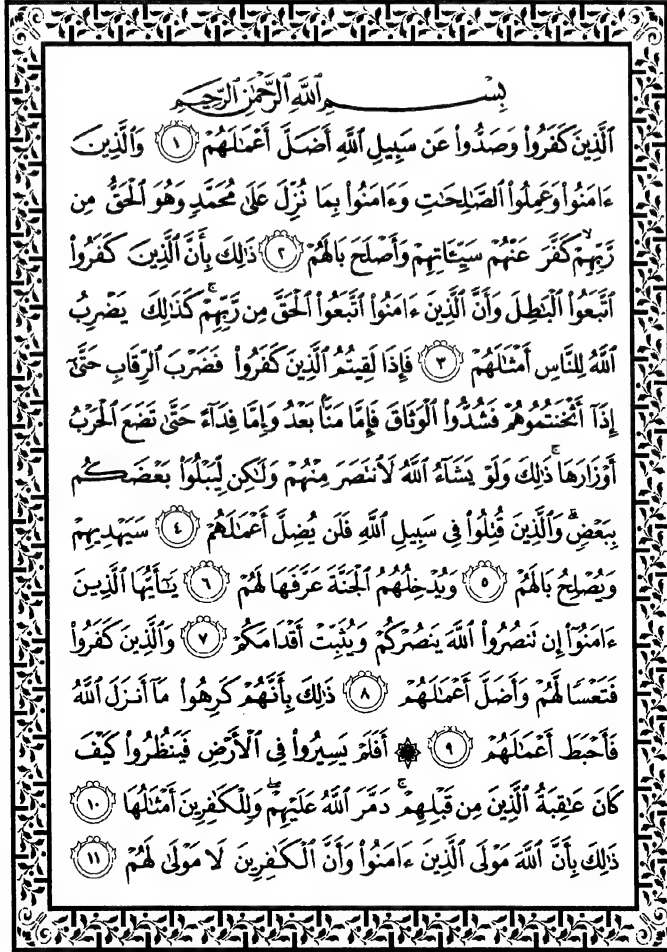 بِسْمِ ٱللَّهِ ٱلرَّحْمَٰنِ ٱلرَّحِيمِ
ٱلَّذِينَ كَفَرُوا۟ وَصَدُّوا۟ عَن سَبِيلِ ٱللَّهِ أَضَلَّ أَعْمَٰلَهُمْ ١ وَٱلَّذِينَ
ءَامَنُوا۟ وَعَمِلُوا۟ ٱلصَّٰلِحَٰتِ وَءَامَنُوا۟ بِمَا نُزِّلَ عَلَىٰ مُحَمَّدٍ وَهُوَ ٱلْحَقُّ مِن
رَّبِّهِمْ ۙ كَفَّرَ عَنْهُمْ سَيِّـَٔاتِهِمْ وَأَصْلَحَ بَالَهُمْ ٢ ذَٰلِكَ بِأَنَّ ٱلَّذِينَ كَفَرُوا۟
ٱتَّبَعُوا۟ ٱلْبَٰطِلَ وَأَنَّ ٱلَّذِينَ ءَامَنُوا۟ ٱتَّبَعُوا۟ ٱلْحَقَّ مِن رَّبِّهِمْ ۚ كَذَٰلِكَ يَضْرِبُ
ٱللَّهُ لِلنَّاسِ أَمْثَٰلَهُمْ ٣ فَإِذَا لَقِيتُمُ ٱلَّذِينَ كَفَرُوا۟ فَضَرْبَ ٱلرِّقَابِ حَتَّىٰٓ
إِذَآ أَثْخَنتُمُوهُمْ فَشُدُّوا۟ ٱلْوَثَاقَ فَإِمَّا مَنًّۢا بَعْدُ وَإِمَّا فِدَآءً حَتَّىٰ تَضَعَ ٱلْحَرْبُ
أَوْزَارَهَا ۚ ذَٰلِكَ وَلَوْ يَشَآءُ ٱللَّهُ لَٱنتَصَرَ مِنْهُمْ وَلَٰكِن لِّيَبْلُوَا۟ بَعْضَكُم
بِبَعْضٍ ۗ وَٱلَّذِينَ قُتِلُوا۟ فِى سَبِيلِ ٱللَّهِ فَلَن يُضِلَّ أَعْمَٰلَهُمْ ٤ سَيَهْدِيهِمْ
وَيُصْلِحُ بَالَهُمْ ٥ وَيُدْخِلُهُمُ ٱلْجَنَّةَ عَرَّفَهَا لَهُمْ ٦ يَٰٓأَيُّهَا ٱلَّذِينَ
ءَامَنُوٓا۟ إِن تَنصُرُوا۟ ٱللَّهَ يَنصُرْكُمْ وَيُثَبِّتْ أَقْدَامَكُمْ ٧ وَٱلَّذِينَ كَفَرُوا۟
فَتَعْسًا لَّهُمْ وَأَضَلَّ أَعْمَٰلَهُمْ ٨ ذَٰلِكَ بِأَنَّهُمْ كَرِهُوا۟ مَآ أَنزَلَ ٱللَّهُ
فَأَحْبَطَ أَعْمَٰلَهُمْ ٩ ۞ أَفَلَمْ يَسِيرُوا۟ فِى ٱلْأَرْضِ فَيَنظُرُوا۟ كَيْفَ
كَانَ عَٰقِبَةُ ٱلَّذِينَ مِن قَبْلِهِمْ ۚ دَمَّرَ ٱللَّهُ عَلَيْهِمْ ۖ وَلِلْكَٰفِرِينَ أَمْثَٰلُهَا ١٠
ذَٰلِكَ بِأَنَّ ٱللَّهَ مَوْلَى ٱلَّذِينَ ءَامَنُوا۟ وَأَنَّ ٱلْكَٰفِرِينَ لَا مَوْلَىٰ لَهُمْ ١١